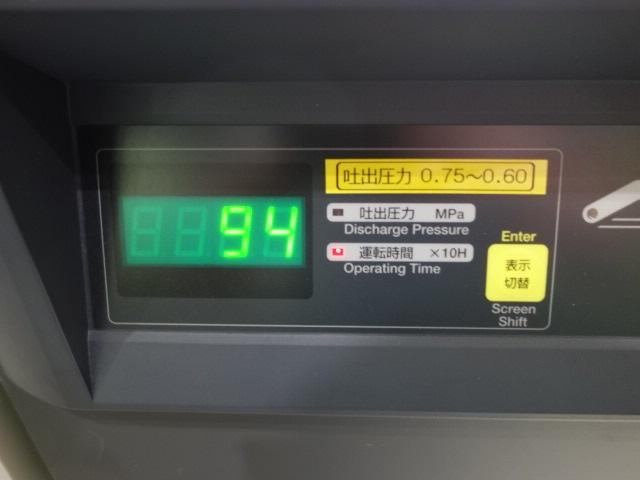 吐出圧力 0.75～0.60
94
吐出圧力 MPa
Discharge Pressure
運転時間 ×10H
Operating Time
Enter
表示
切替
Screen
Shift